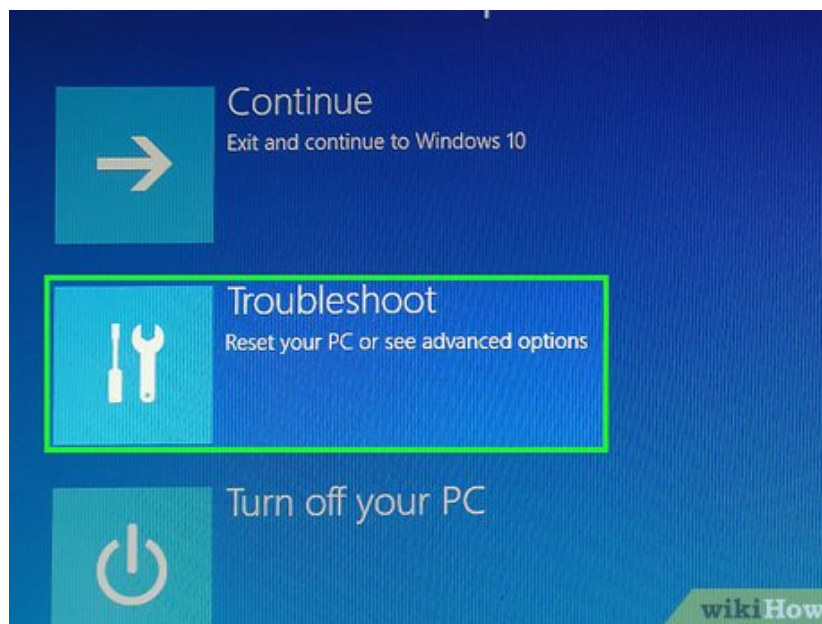 Continue
Exit and continue to Windows 10
Troubleshoot
Reset your PC or see advanced options
Turn off your PC
wikiHow